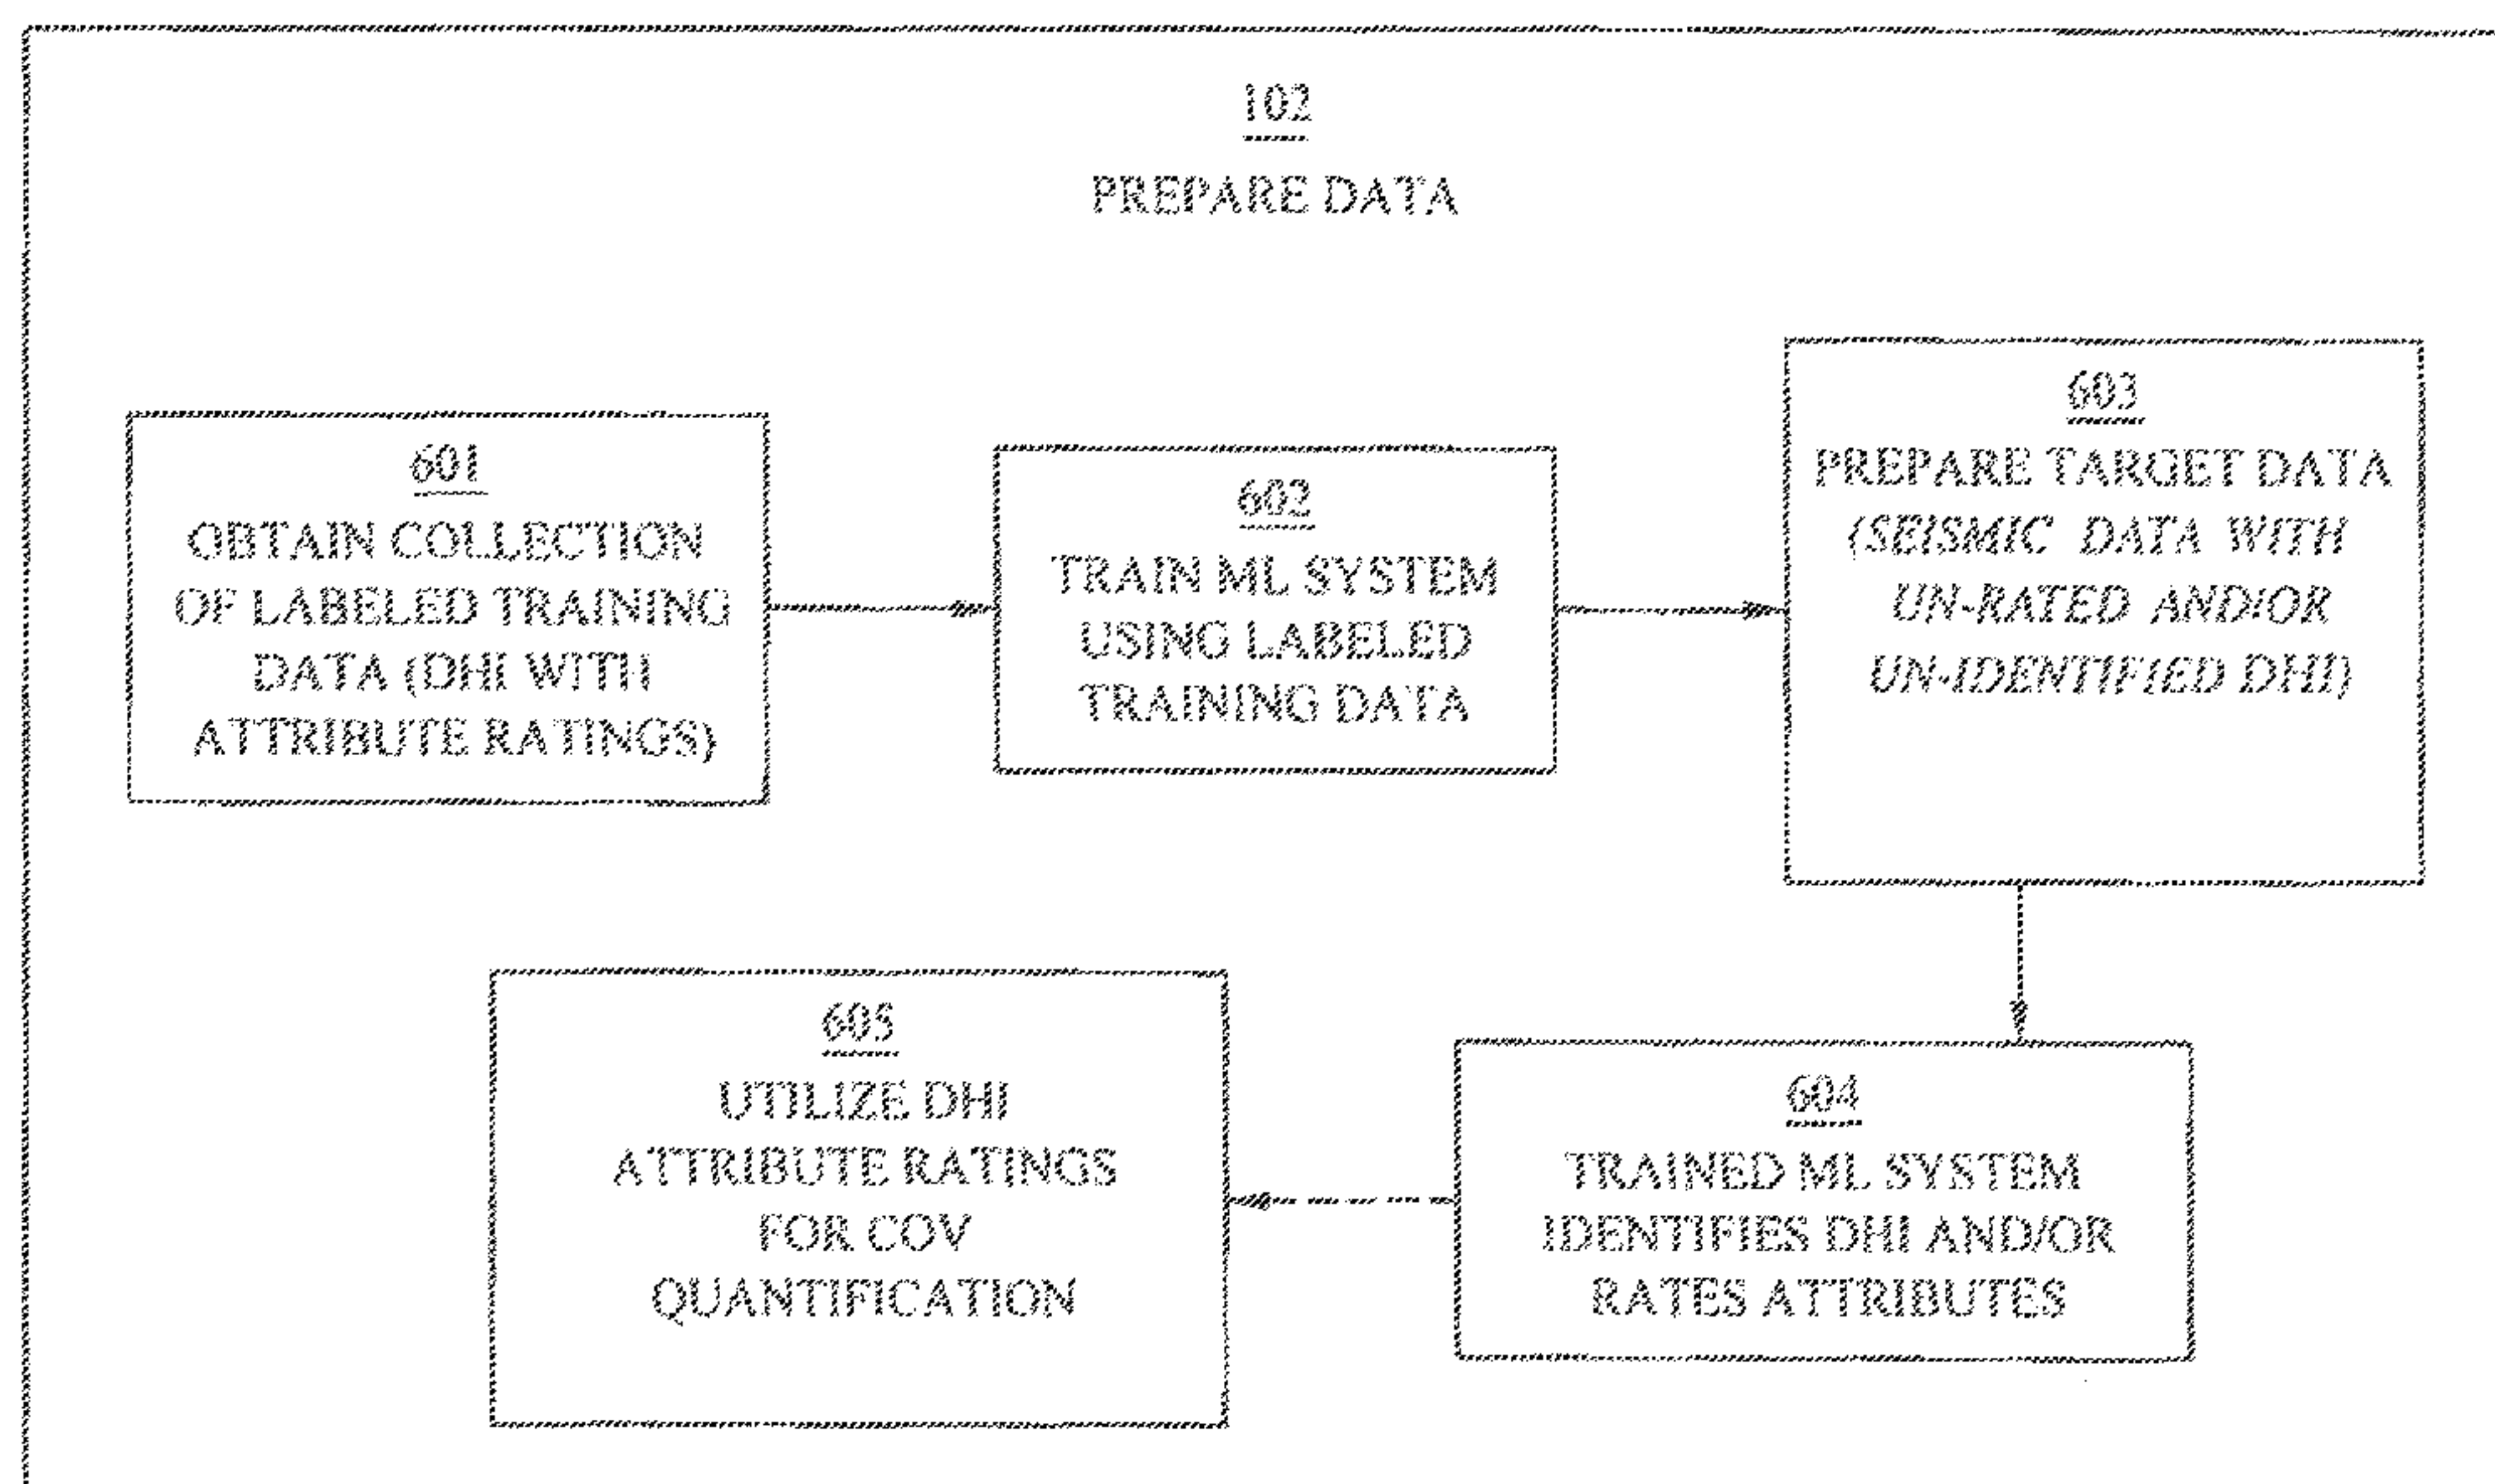 102
PREPARE DATA
601
OBTAIN COLLECTION
OF LABELED TRAINING
DATA (DHI WITH
ATTRIBUTE RATINGS)
602
TRAIN ML SYSTEM
USING LABELED
TRAINING DATA
603
PREPARE TARGET DATA
(SEISMIC DATA WITH
UN-RATED AND/OR
UN-IDENTIFIED DHI)
604
TRAINED ML SYSTEM
IDENTIFIES DHI AND/OR
RATES ATTRIBUTES
605
UTILIZE DHI
ATTRIBUTE RATINGS
FOR COV
QUANTIFICATION